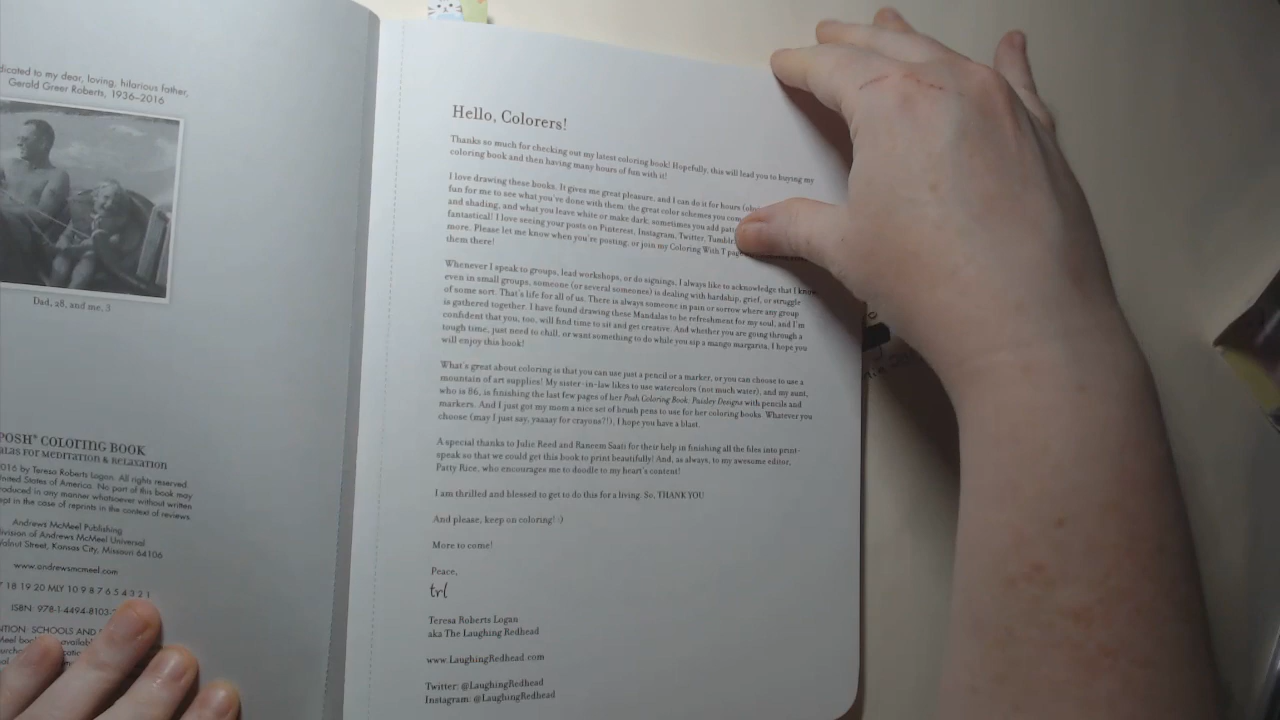 dicated to my dear, loving, hilarious father,
Gerald Greer Roberts, 1936–2016
Dad, 28, and me, 3
POSH® COLORING BOOK
ALAS FOR MEDITATION & RELAXATION
016 by Teresa Roberts Logan. All rights reserved.
United States of America. No part of this book may
roduced in any manner whatsoever without written
ept in the case of reprints in the context of reviews.
Andrews McMeel Publishing
ivision of Andrews McMeel Universal
alnut Street, Kansas City, Missouri 64106
www.andrewsmcmeel.com
18 19 20 MLY 10 9 8 7 6 5 4 3 2 1
ISBN: 978-1-4494-8103-
NTION: SCHOOLS AND
Hello, Colorers!
Thanks so much for checking out my latest coloring book! Hopefully, this will lead you to buying my
coloring book and then having many hours of fun with it!
I love drawing these books. It gives me great pleasure, and I can do it for hours
fun for me to see what you've done with them: the great color schemes you
and shading, and what you leave white or make dark; sometimes you add
fantastical! I love seeing your posts on Pinterest, Instagram, Twitter, Tumblr
more. Please let me know when you're posting, or join my Coloring With T
them there!
Whenever I speak to groups, lead workshops, or do signings, I always like to acknowledge that I know
even in small groups, someone (or several someones) is dealing with hardship, grief, or struggle
of some sort. That's life for all of us. There is always someone in pain or sorrow where any group
is gathered together. I have found drawing these Mandalas to be refreshment for my soul, and I'm
confident that you, too, will find time to sit and get creative. And whether you are going through a
tough time, just need to chill, or want something to do while you sip a mango margarita, I hope you
will enjoy this book!
What's great about coloring is that you can use just a pencil or a marker, or you can choose to use a
mountain of art supplies! My sister-in-law likes to use watercolors (not much water), and my aunt,
who is 86, is finishing the last few pages of her Posh Coloring Book: Paisley Designs with pencils and
markers. And I just got my mom a nice set of brush pens to use for her coloring books. Whatever you
choose (may I just say, yaaaay for crayons?!), I hope you have a blast.
A special thanks to Julie Reed and Raneem Saati for their help in finishing all the files into print-
speak so that we could get this book to print beautifully! And, as always, to my awesome editor,
Patty Rice, who encourages me to doodle to my heart's content!
I am thrilled and blessed to get to do this for a living. So, THANK YOU
And please, keep on coloring! :)
More to come!
Peace,
trl
Teresa Roberts Logan
aka The Laughing Redhead
www.LaughingRedhead.com
Twitter: @LaughingRedhead
Instagram: @LaughingRedhead